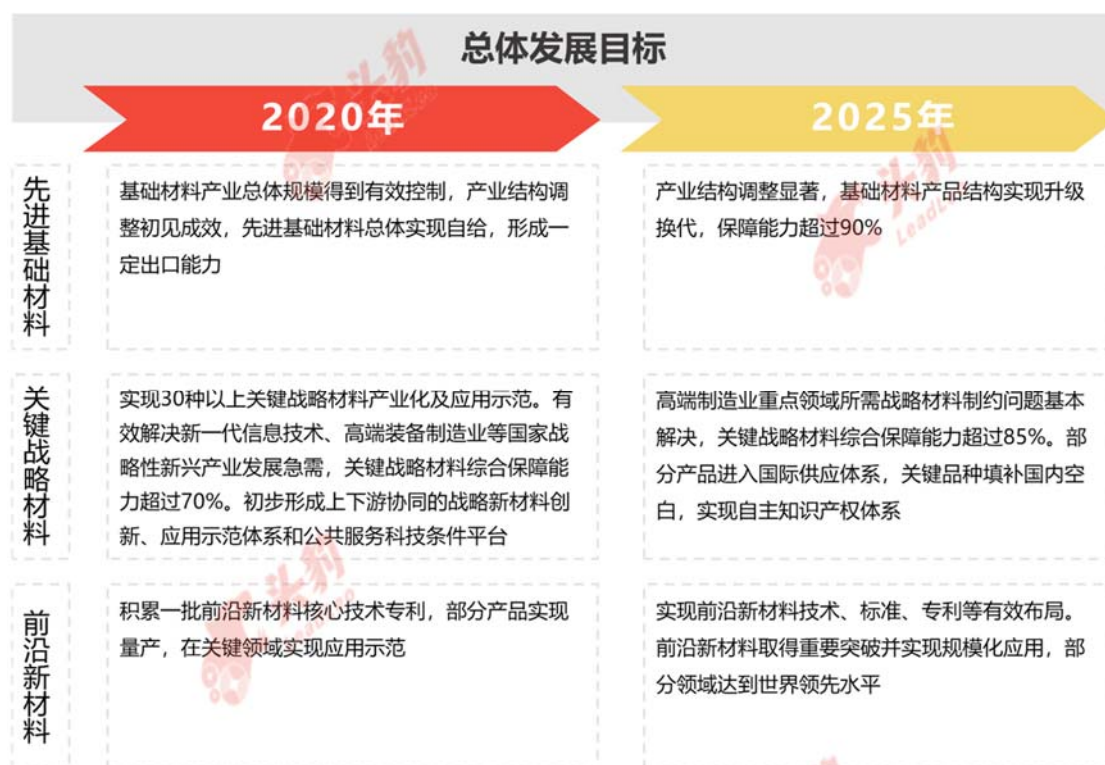 总体发展目标
2020年
2025年
先进基础材料
基础材料产业总体规模得到有效控制，产业结构调
整初见成效，先进基础材料总体实现自给，形成一
定出口能力
产业结构调整显著，基础材料产品结构实现升级
换代，保障能力超过90%
关键战略材料
实现30种以上关键战略材料产业化及应用示范。有
效解决新一代信息技术、高端装备制造业等国家战
略性新兴产业发展急需，关键战略材料综合保障能
力超过70%。初步形成上下游协同的战略新材料创
新、应用示范体系和公共服务科技条件平台
高端制造业重点领域所需战略材料制约问题基本
解决，关键战略材料综合保障能力超过85%。部
分产品进入国际供应体系，关键品种填补国内空
白，实现自主知识产权体系
前沿新材料
积累一批前沿新材料核心技术专利，部分产品实现
量产，在关键领域实现应用示范
实现前沿新材料技术、标准、专利等有效布局。
前沿新材料取得重要突破并实现规模化应用，部
分领域达到世界领先水平
头豹
LeadLeo
头豹
LeadLeo
头豹
LeadLeo